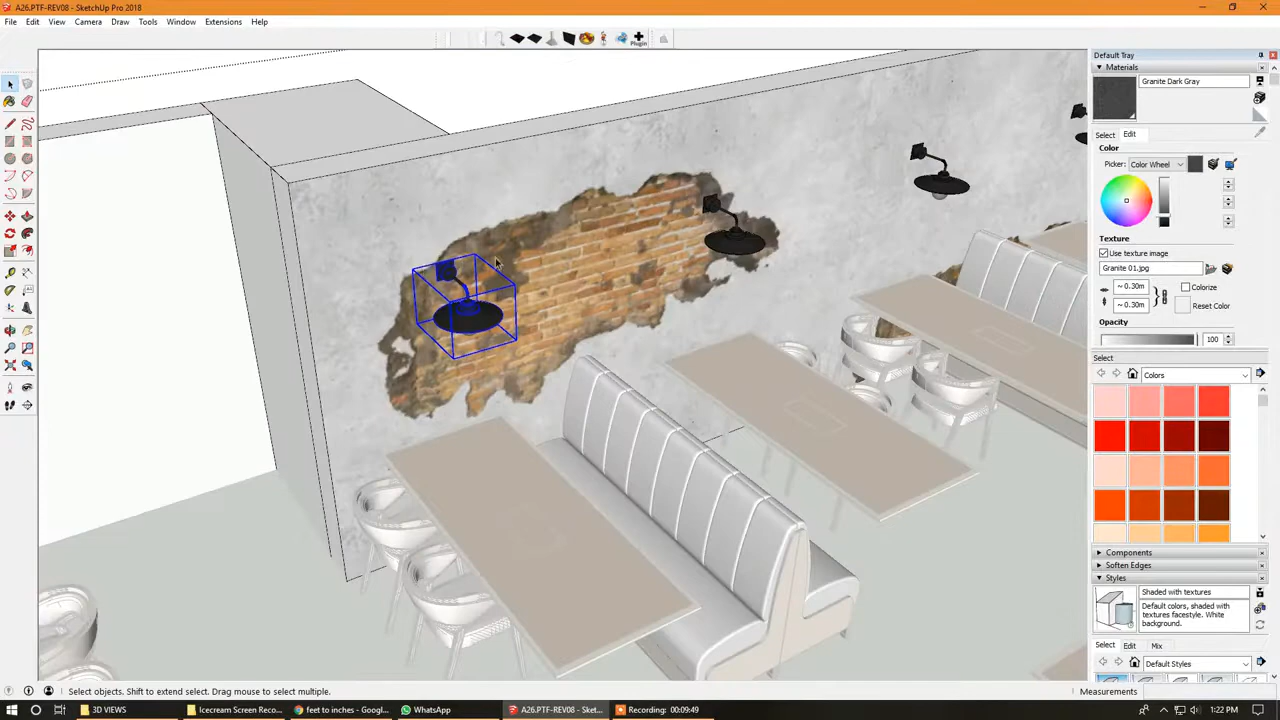 A26.PTF-REV08 - SketchUp Pro 2018
File Edit View Camera Draw Tools Window Extensions Help
Plugin
Default Tray
Materials
Granite Dark Gray
Select Edit
Color
Picker: Color Wheel
Texture
Use texture image
Granite 01.jpg
~ 0.30m
Colorize
~ 0.30m
Reset Color
Opacity
100
Select
Colors
Components
Soften Edges
Styles
Shaded with textures
Default colors, shaded with
textures facestyle. White
background.
Select Edit Mix
Default Styles
Select objects. Shift to extend select. Drag mouse to select multiple.
Measurements
3D VIEWS
Icecream Screen Reco...
feet to inches - Googl...
WhatsApp
A26.PTF-REV08 - Sk...
Recording: 00:09:49
1:22 PM